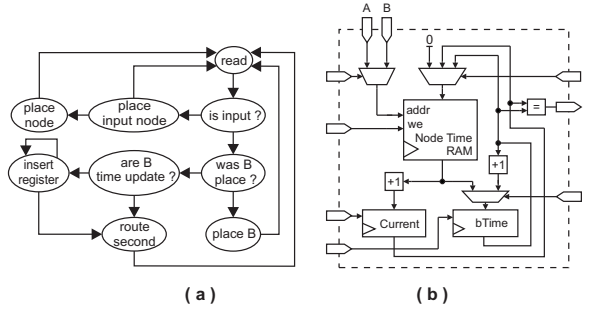 read
place
node
place
input node
is input ?
insert
register
are B
time update ?
was B
place ?
route
second
place B
( a )
A
B
0
addr
we
Node Time
RAM
=
+1
+1
Current
bTime
( b )